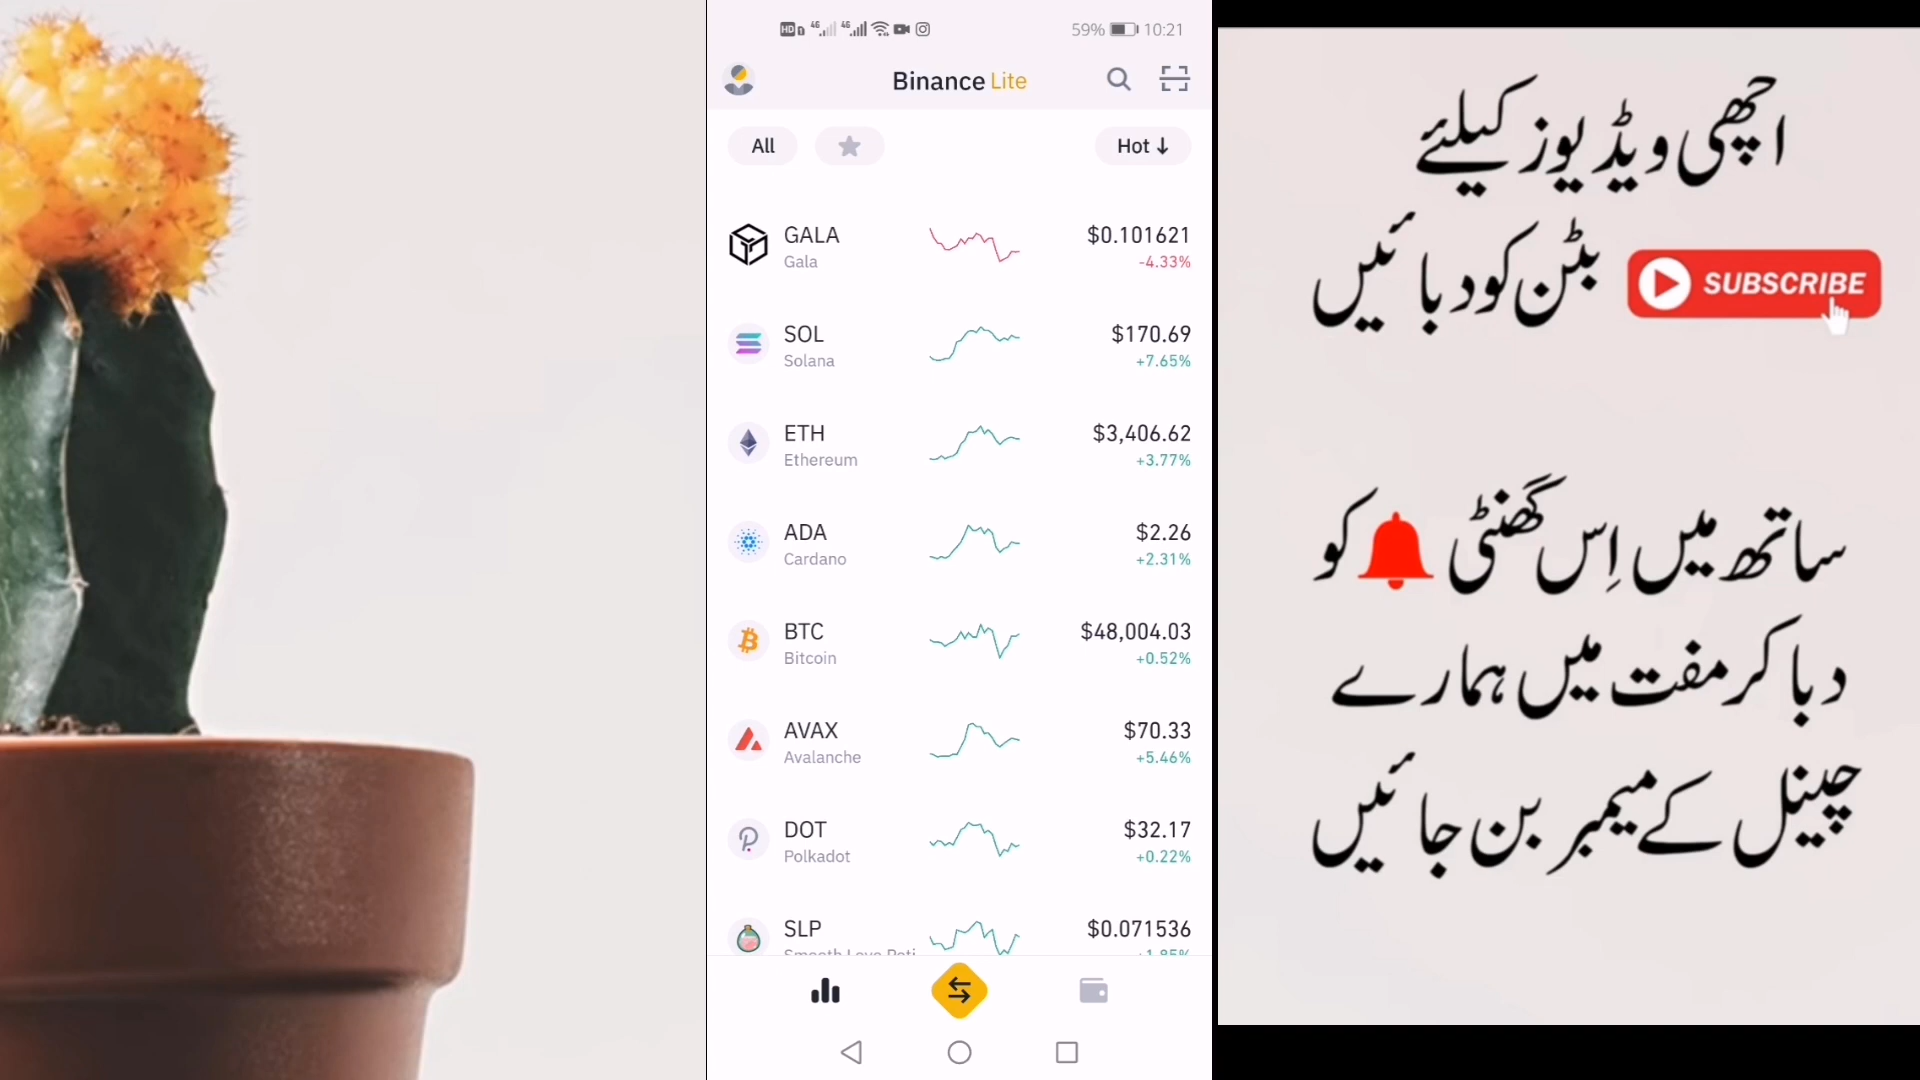 59% 10:21
Binance Lite
All Hot ↓
GALA $0.101621
Gala -4.33%
SOL $170.69
Solana +7.65%
ETH $3,406.62
Ethereum +3.77%
ADA $2.26
Cardano +2.31%
BTC $48,004.03
Bitcoin +0.52%
AVAX $70.33
Avalanche +5.46%
DOT $32.17
Polkadot +0.22%
SLP $0.071536
اچھی ویڈیوز کیلئے
بٹن کو دبائیں SUBSCRIBE
ساتھ میں اِس گھنٹی کو
دبا کر مفت میں ہمارے
چینل کے میمبر بن جائیں